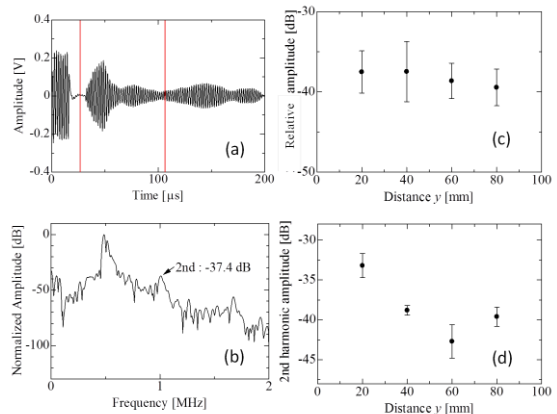 0.4
0.2
0
-0.2
-0.4
Amplitude [V]
(a)
0
100
200
Time [µs]
-30
-40
-50
Relative amplitude [dB]
(c)
0
20
40
60
80
100
Distance y [mm]
0
-50
-100
Normalized Amplitude [dB]
2nd : -37.4 dB
(b)
0
1
2
Frequency [MHz]
-30
-35
-40
-45
2nd harmonic amplitude [dB]
(d)
0
20
40
60
80
100
Distance y [mm]